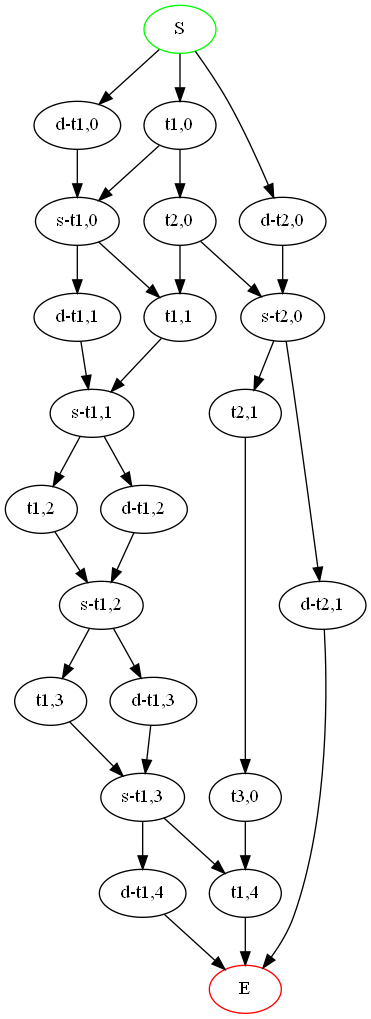 S
d-t1,0
t1,0
s-t1,0
t2,0
d-t2,0
d-t1,1
t1,1
s-t2,0
s-t1,1
t2,1
t1,2
d-t1,2
s-t1,2
d-t2,1
t1,3
d-t1,3
s-t1,3
t3,0
d-t1,4
t1,4
E